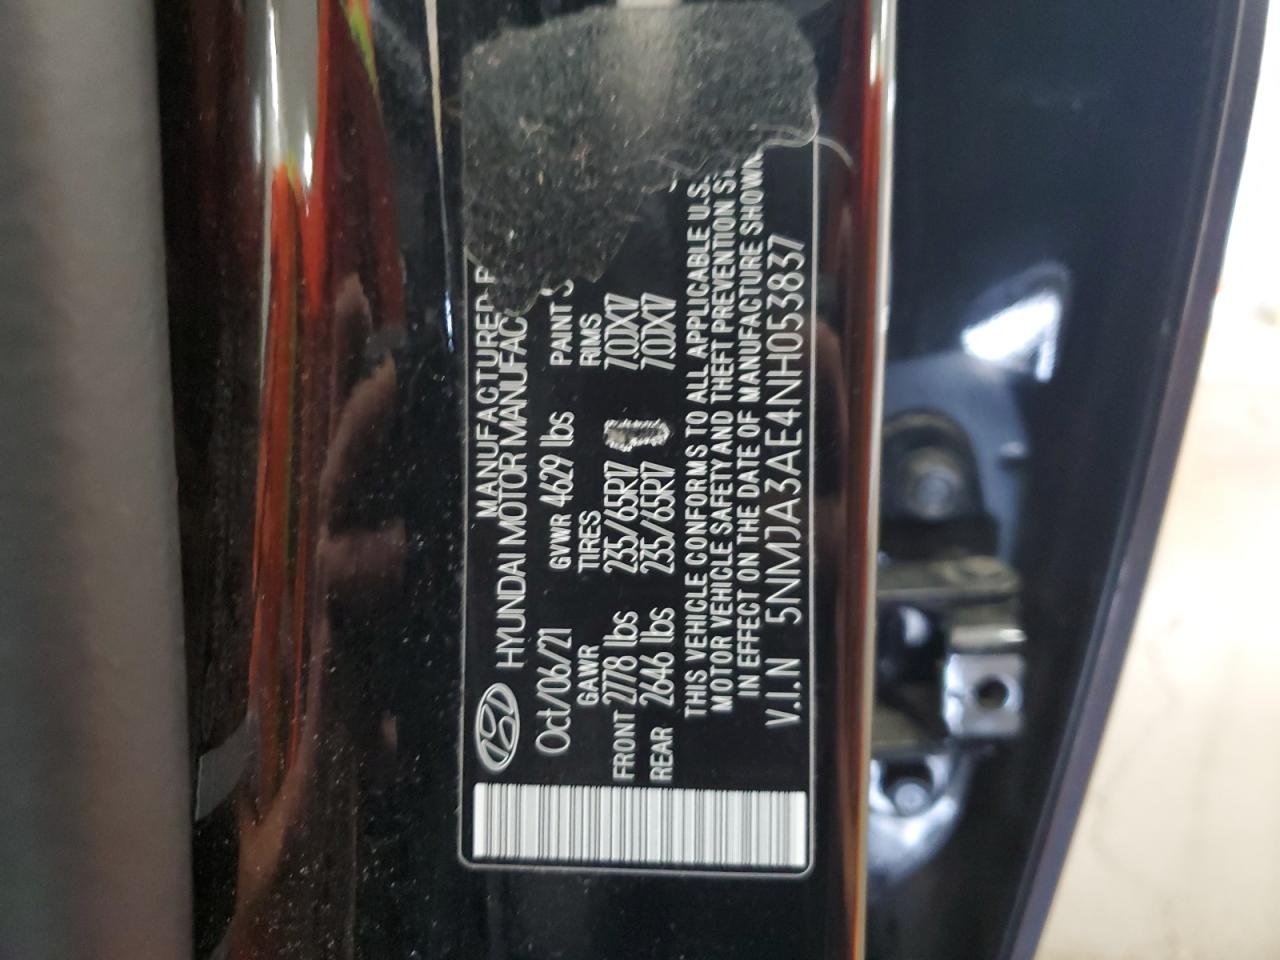 MANUFACTURED
HYUNDAI MOTOR MANUFAC
Oct/06/21 GVWR 4629 lbs PAINT
GAWR TIRES RIMS
FRONT 2778 lbs 235/65R17 7.0JX17
REAR 2646 lbs 235/65R17 7.0JX17
THIS VEHICLE CONFORMS TO ALL APPLICABLE U.S.
MOTOR VEHICLE SAFETY AND THEFT PREVENTION ST
IN EFFECT ON THE DATE OF MANUFACTURE SHOWN
V.I.N 5NMJA3AE4NH053837